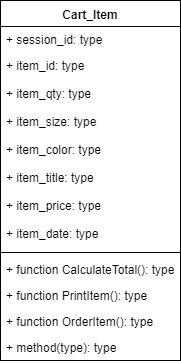 Cart_Item
+ session_id: type
+ item_id: type
+ item_qty: type
+ item_size: type
+ item_color: type
+ item_title: type
+ item_price: type
+ item_date: type
+ function CalculateTotal(): type
+ function PrintItem(): type
+ function OrderItem(): type
+ method(type): type